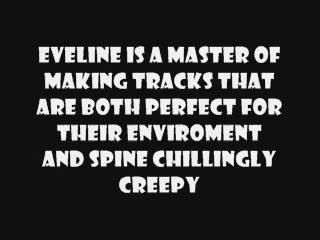 EVELINE IS A MASTER OF
MAKING TRACKS THAT
ARE BOTH PERFECT FOR
THEIR ENVIROMENT
AND SPINE CHILLINGLY
CREEPY